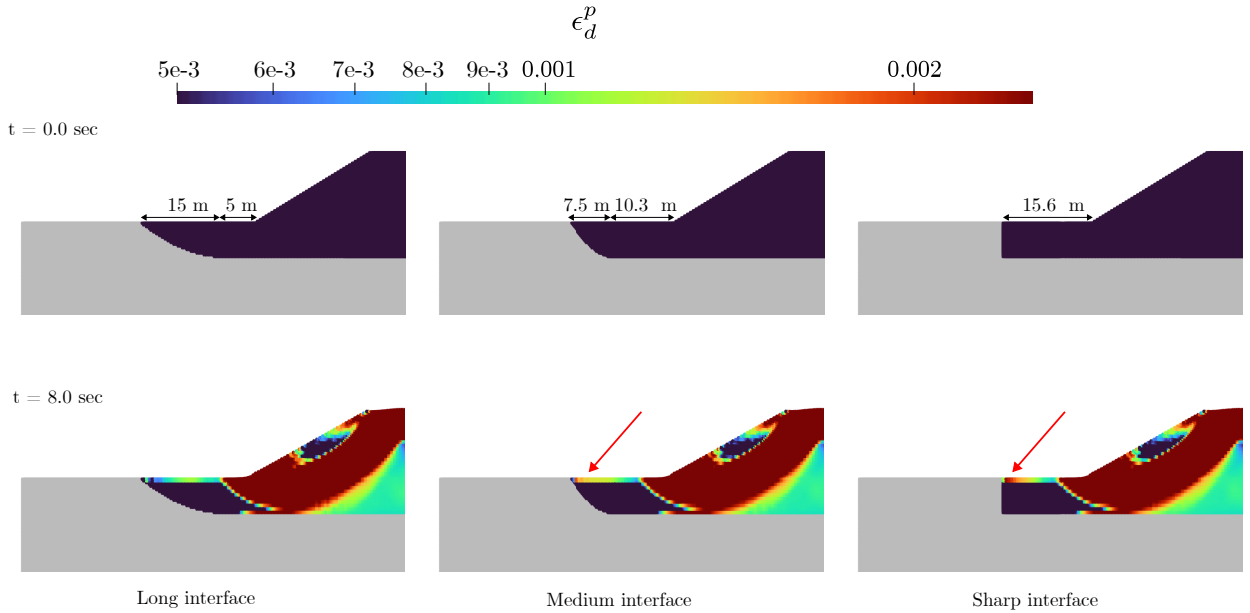 ϵ_d^p
5e-3 6e-3 7e-3 8e-3 9e-3 0.001 0.002
t = 0.0 sec
15 m 5 m 7.5 m 10.3 m 15.6 m
t = 8.0 sec
Long interface Medium interface Sharp interface